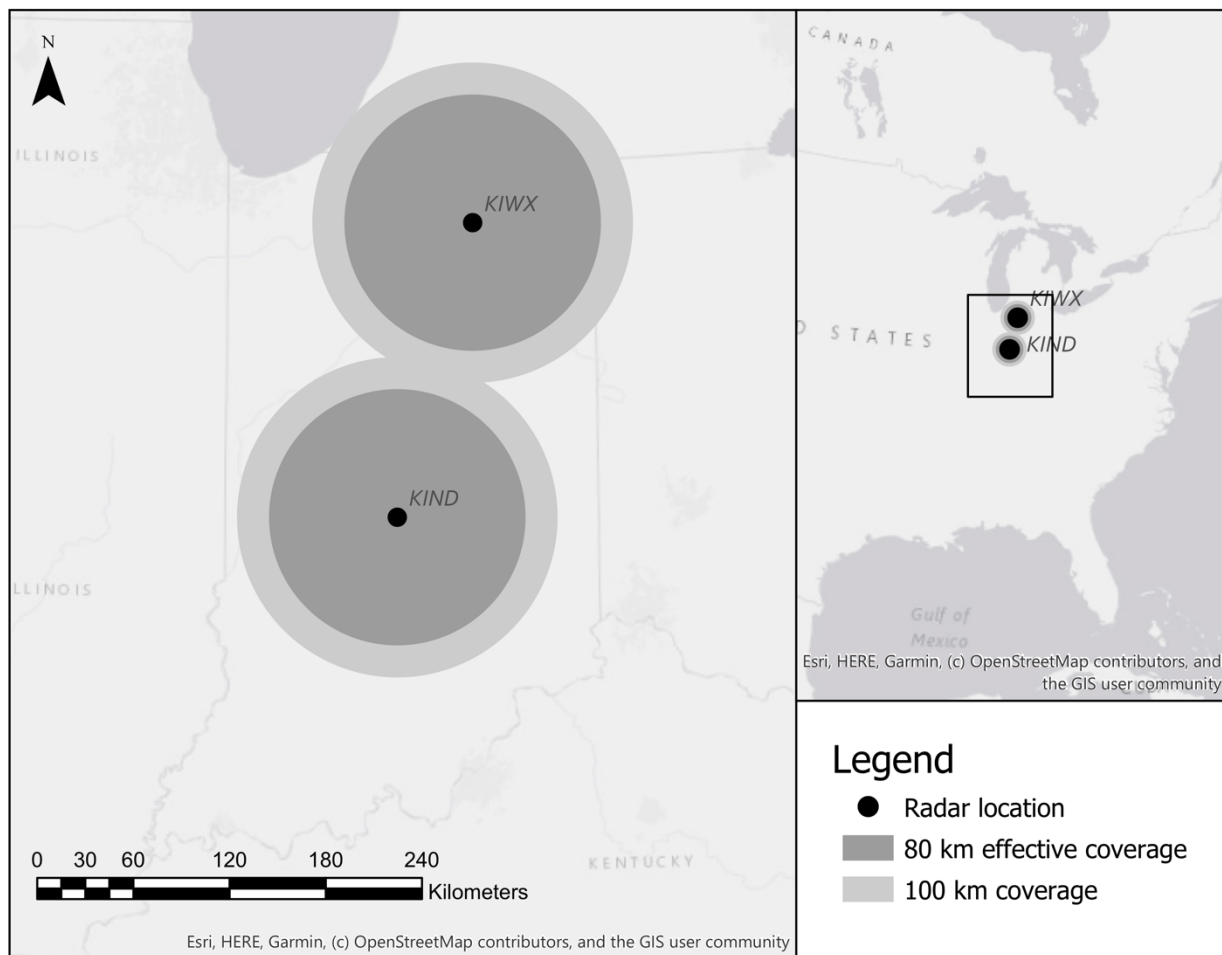 N
ILLINOIS
KIWX
KIND
LLINOIS
KENTUCKY
0 30 60 120 180 240
Kilometers
Esri, HERE, Garmin, (c) OpenStreetMap contributors, and the GIS user community
CANADA
D STATES
KIWX
KIND
Gulf of
Mexico
Esri, HERE, Garmin, (c) OpenStreetMap contributors, and
the GIS user community
Legend
Radar location
80 km effective coverage
100 km coverage